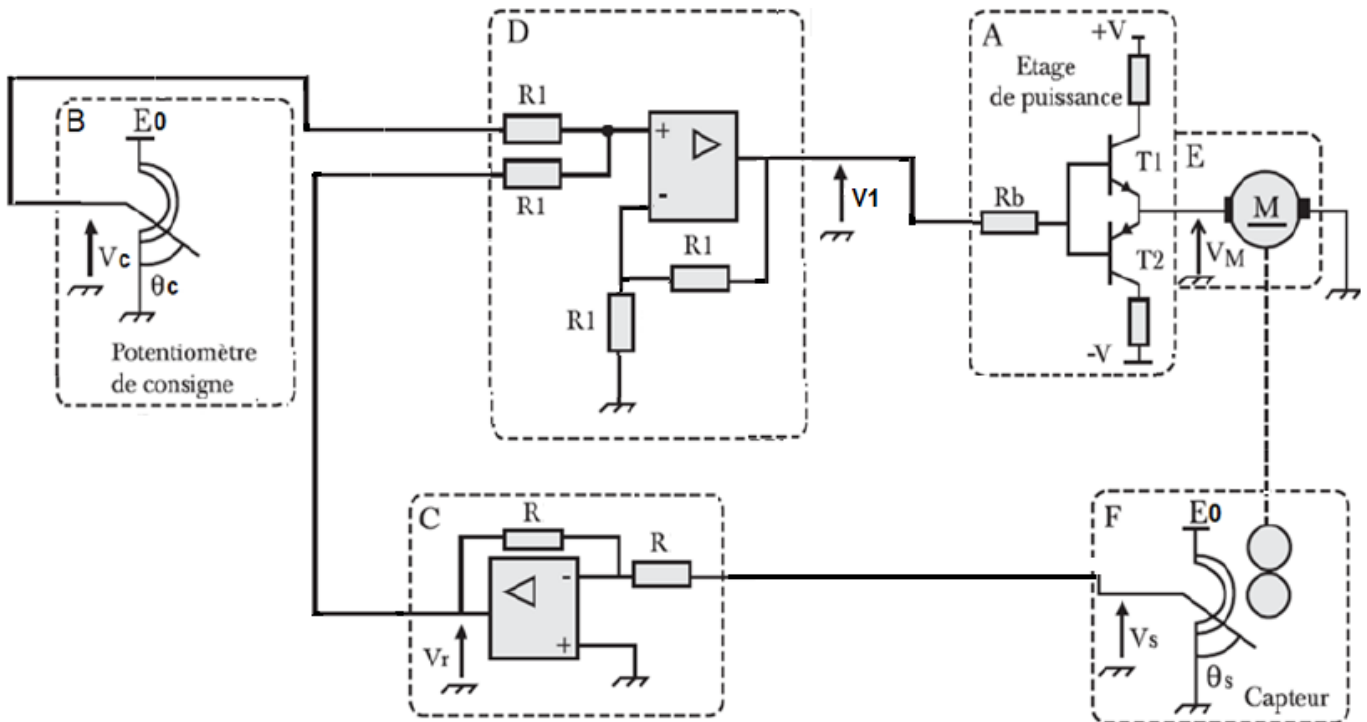 B
E0
Vc
θc
Potentiomètre
de consigne
D
R1
R1
+
-
R1
R1
V1
A
+V
Etage
de puissance
Rb
T1
T2
-V
E
M
VM
C
R
R
-
+
Vr
F
E0
Vs
θs
Capteur